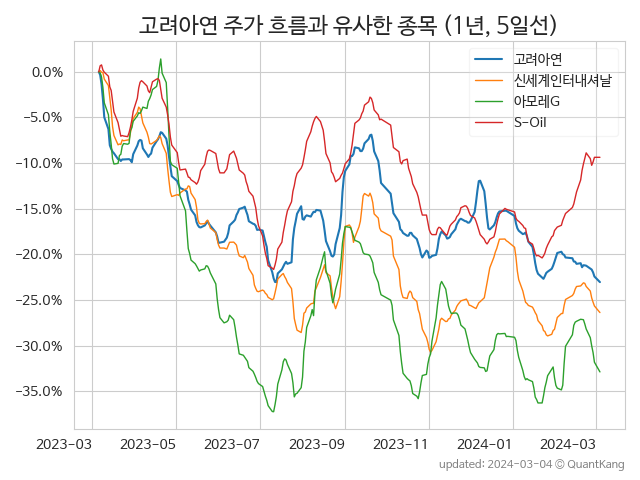 고려아연 주가 흐름과 유사한 종목 (1년, 5일선)
고려아연
신세계인터내셔날
아모레G
S-Oil
0.0%
-5.0%
-10.0%
-15.0%
-20.0%
-25.0%
-30.0%
-35.0%
2023-03 2023-05 2023-07 2023-09 2023-11 2024-01 2024-03
updated: 2024-03-04 © QuantKang